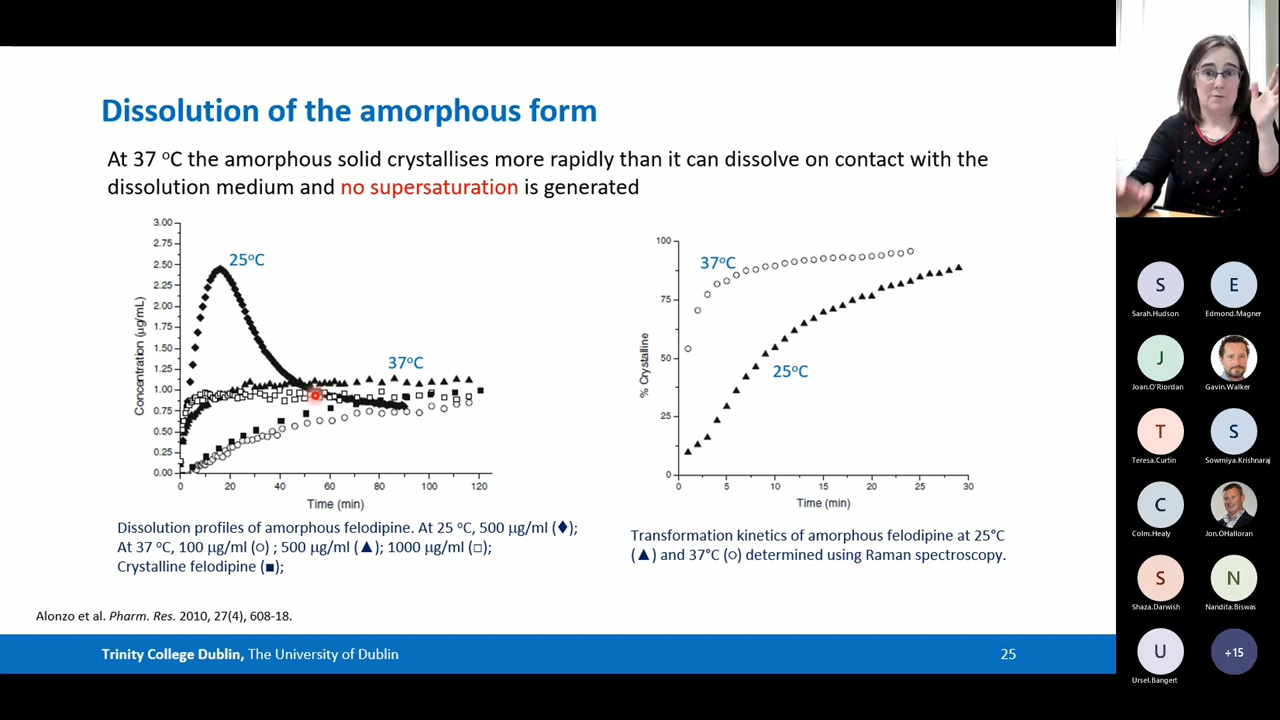 Dissolution of the amorphous form
At 37 °C the amorphous solid crystallises more rapidly than it can dissolve on contact with the
dissolution medium and no supersaturation is generated
3.00
2.75
2.50
2.25
2.00
1.75
1.50
1.25
1.00
0.75
0.50
0.25
0.00
Concentration (µg/mL)
25°C
37°C
0 20 40 60 80 100 120
Time (min)
100
75
50
25
0
% Crystalline
37°C
25°C
0 5 10 15 20 25 30
Time (min)
Dissolution profiles of amorphous felodipine. At 25 °C, 500 µg/ml (♦);
At 37 °C, 100 µg/ml (○) ; 500 µg/ml (▲); 1000 µg/ml (□);
Crystalline felodipine (■);
Transformation kinetics of amorphous felodipine at 25°C
(▲) and 37°C (○) determined using Raman spectroscopy.
Alonzo et al. Pharm. Res. 2010, 27(4), 608-18.
Trinity College Dublin, The University of Dublin
25
S E
Sarah.Hudson Edmond.Magner
J
Joan.O'Riordan Gavin.Walker
T S
Teresa.Curtin Sowmiya.Krishnaraj
C
Colm.Healy Jon.O'Halloran
S N
Shaza.Darwish Nandita.Biswas
U +15
Ursel.Bangert